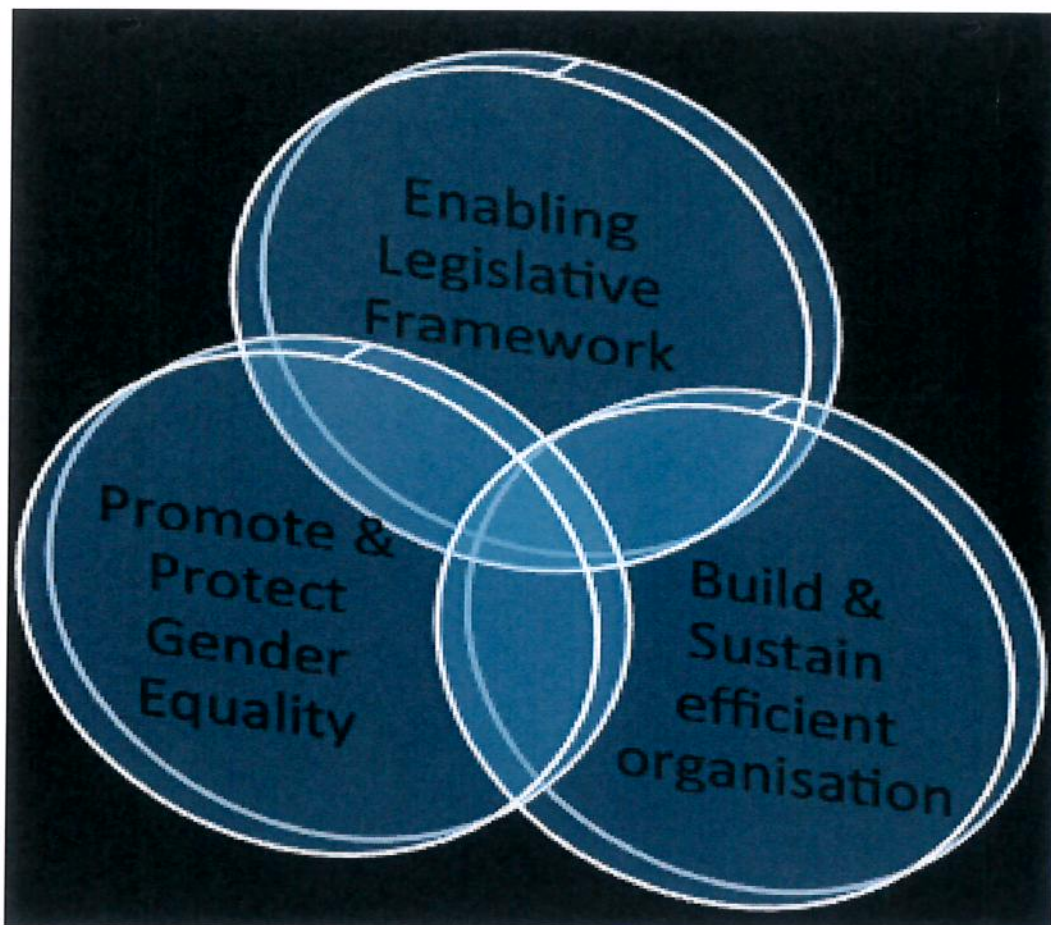 Enabling
Legislative
Framework
Promote &
Protect
Gender
Equality
Build &
Sustain
efficient
organisation